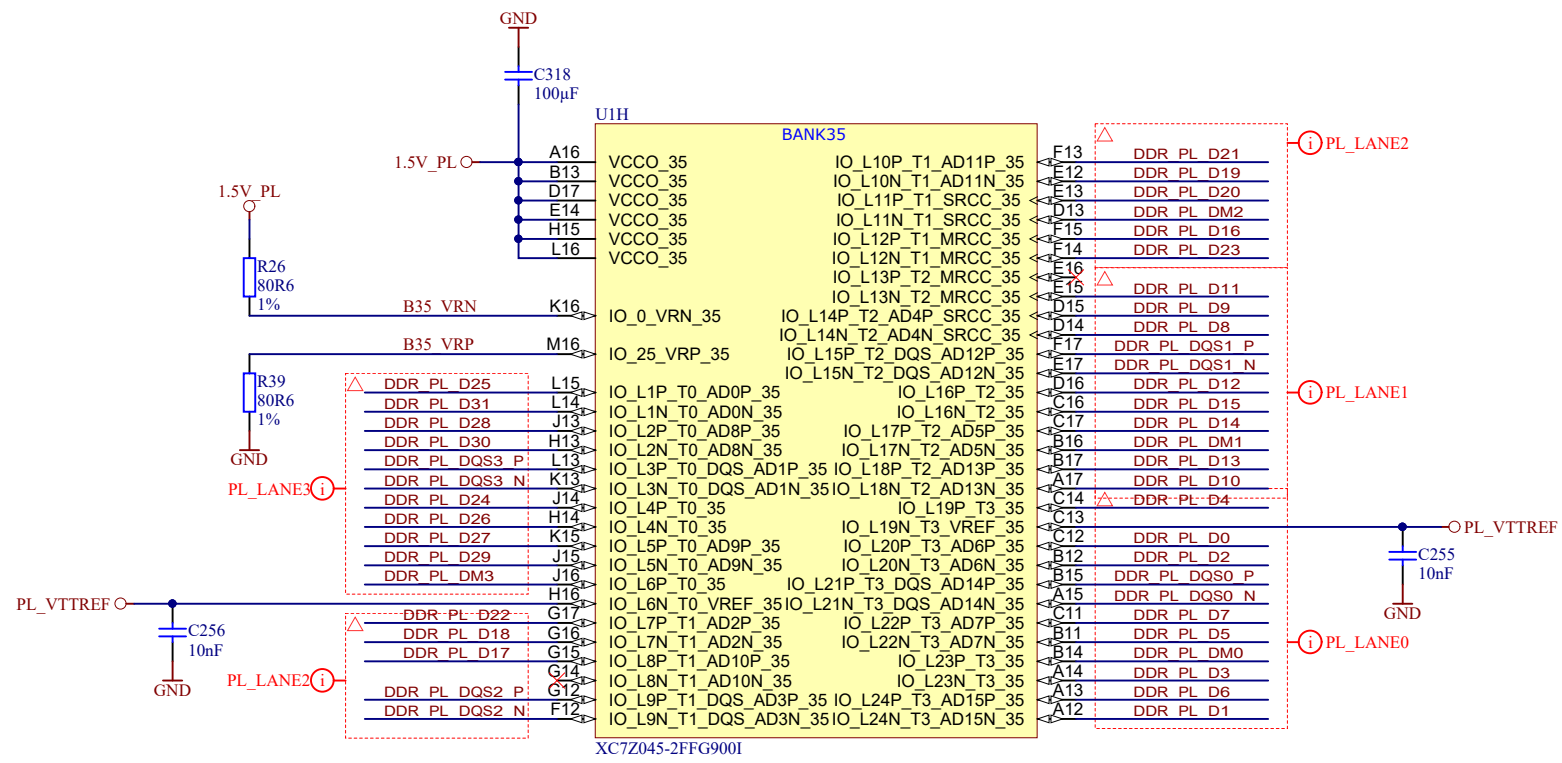 GND
C318
100µF
U1H
BANK35
1.5V_PL
A16 VCCO_35
B13 VCCO_35
D17 VCCO_35
E14 VCCO_35
H15 VCCO_35
L16 VCCO_35
1.5V_PL
R26
80R6
1%
B35_VRN K16 IO_0_VRN_35
B35_VRP M16 IO_25_VRP_35
R39
80R6
1%
GND
DDR_PL_D25 L15 IO_L1P_T0_AD0P_35
DDR_PL_D31 L14 IO_L1N_T0_AD0N_35
DDR_PL_D28 J13 IO_L2P_T0_AD8P_35
DDR_PL_D30 H13 IO_L2N_T0_AD8N_35
DDR_PL_DQS3_P L13 IO_L3P_T0_DQS_AD1P_35
DDR_PL_DQS3_N K13 IO_L3N_T0_DQS_AD1N_35
PL_LANE3 i
DDR_PL_D24 J14 IO_L4P_T0_35
DDR_PL_D26 H14 IO_L4N_T0_35
DDR_PL_D27 K15 IO_L5P_T0_AD9P_35
DDR_PL_D29 J15 IO_L5N_T0_AD9N_35
DDR_PL_DM3 J16 IO_L6P_T0_35
PL_VTTREF H16 IO_L6N_T0_VREF_35
C256
10nF
GND
DDR_PL_D22 G17 IO_L7P_T1_AD2P_35
DDR_PL_D18 G16 IO_L7N_T1_AD2N_35
DDR_PL_D17 G15 IO_L8P_T1_AD10P_35
G14 IO_L8N_T1_AD10N_35
PL_LANE2 i
DDR_PL_DQS2_P G12 IO_L9P_T1_DQS_AD3P_35
DDR_PL_DQS2_N F12 IO_L9N_T1_DQS_AD3N_35
IO_L10P_T1_AD11P_35 F13 DDR_PL_D21
i PL_LANE2
IO_L10N_T1_AD11N_35 E12 DDR_PL_D19
IO_L11P_T1_SRCC_35 E13 DDR_PL_D20
IO_L11N_T1_SRCC_35 D13 DDR_PL_DM2
IO_L12P_T1_MRCC_35 F15 DDR_PL_D16
IO_L12N_T1_MRCC_35 F14 DDR_PL_D23
IO_L13P_T2_MRCC_35 E16
IO_L13N_T2_MRCC_35 E15 DDR_PL_D11
IO_L14P_T2_AD4P_SRCC_35 D15 DDR_PL_D9
IO_L14N_T2_AD4N_SRCC_35 D14 DDR_PL_D8
IO_L15P_T2_DQS_AD12P_35 F17 DDR_PL_DQS1_P
IO_L15N_T2_DQS_AD12N_35 E17 DDR_PL_DQS1_N
IO_L16P_T2_35 D16 DDR_PL_D12
i PL_LANE1
IO_L16N_T2_35 C16 DDR_PL_D15
IO_L17P_T2_AD5P_35 C17 DDR_PL_D14
IO_L17N_T2_AD5N_35 B16 DDR_PL_DM1
IO_L18P_T2_AD13P_35 B17 DDR_PL_D13
IO_L18N_T2_AD13N_35 A17 DDR_PL_D10
IO_L19P_T3_35 C14 DDR_PL_D4
IO_L19N_T3_VREF_35 C13 PL_VTTREF
C255
10nF
GND
IO_L20P_T3_AD6P_35 C12 DDR_PL_D0
IO_L20N_T3_AD6N_35 B12 DDR_PL_D2
IO_L21P_T3_DQS_AD14P_35 B15 DDR_PL_DQS0_P
IO_L21N_T3_DQS_AD14N_35 A15 DDR_PL_DQS0_N
IO_L22P_T3_AD7P_35 C11 DDR_PL_D7
IO_L22N_T3_AD7N_35 B11 DDR_PL_D5
i PL_LANE0
IO_L23P_T3_35 B14 DDR_PL_DM0
IO_L23N_T3_35 A14 DDR_PL_D3
IO_L24P_T3_AD15P_35 A13 DDR_PL_D6
IO_L24N_T3_AD15N_35 A12 DDR_PL_D1
XC7Z045-2FFG900I